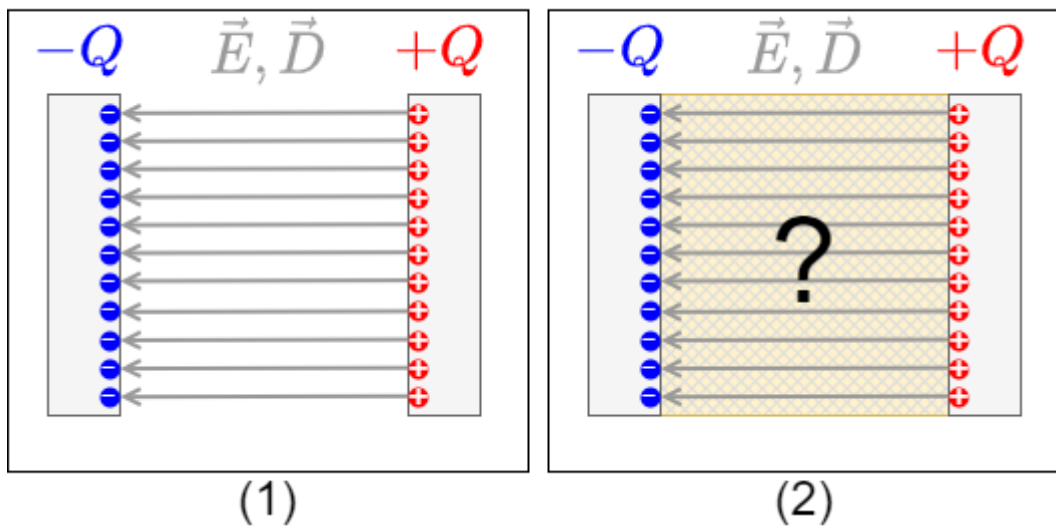 −Q E⃗, D⃗ +Q
−Q E⃗, D⃗ +Q
?
(1)
(2)